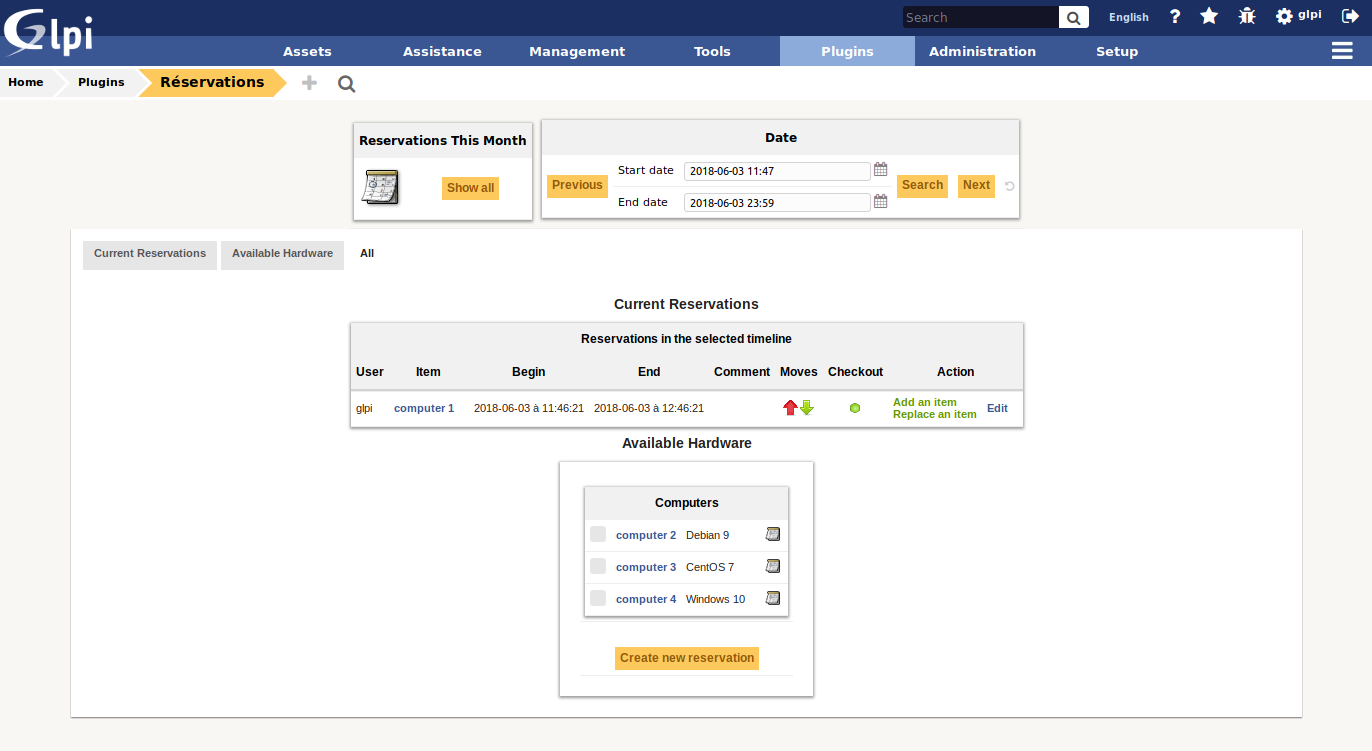 Glpi
Search
English
?
glpi
Assets
Assistance
Management
Tools
Plugins
Administration
Setup
Home
Plugins
Réservations
Reservations This Month
Show all
Date
Previous
Start date
2018-06-03 11:47
End date
2018-06-03 23:59
Search
Next
Current Reservations
Available Hardware
All
Current Reservations
Reservations in the selected timeline
User Item Begin End Comment Moves Checkout Action
glpi computer 1 2018-06-03 à 11:46:21 2018-06-03 à 12:46:21
Add an item
Replace an item
Edit
Available Hardware
Computers
computer 2 Debian 9
computer 3 CentOS 7
computer 4 Windows 10
Create new reservation